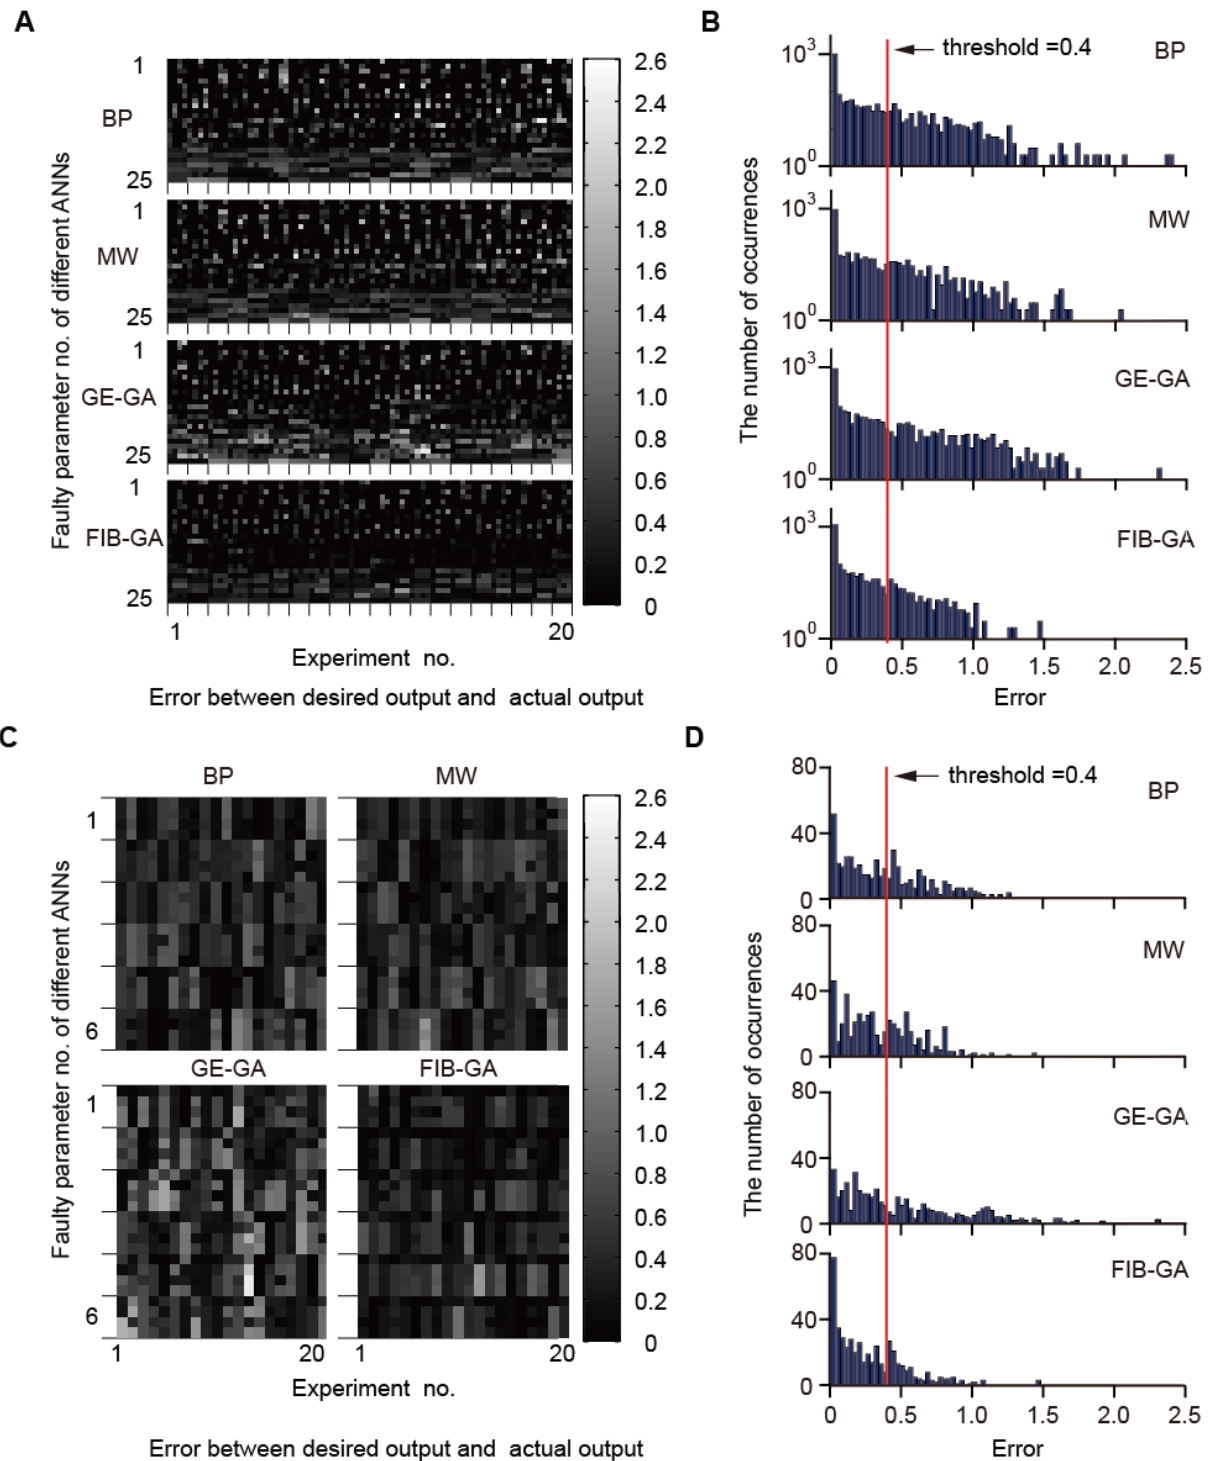 A
Faulty parameter no. of different ANNs
1
BP
25
1
MW
25
1
GE-GA
25
1
FIB-GA
25
1
20
Experiment no.
Error between desired output and actual output
2.6
2.4
2.2
2.0
1.8
1.6
1.4
1.2
1.0
0.8
0.6
0.4
0.2
0
B
The number of occurrences
threshold =0.4
10³
BP
10⁰
10³
MW
10⁰
10³
GE-GA
10⁰
10³
FIB-GA
10⁰
0 0.5 1.0 1.5 2.0 2.5
Error
C
Faulty parameter no. of different ANNs
BP MW
1
6
GE-GA FIB-GA
1
6
1 20 1 20
Experiment no.
Error between desired output and actual output
2.6
2.4
2.2
2.0
1.8
1.6
1.4
1.2
1.0
0.8
0.6
0.4
0.2
0
D
The number of occurrences
threshold =0.4
80
BP
40
0
80
MW
40
0
80
GE-GA
40
0
80
FIB-GA
40
0
0 0.5 1.0 1.5 2.0 2.5
Error